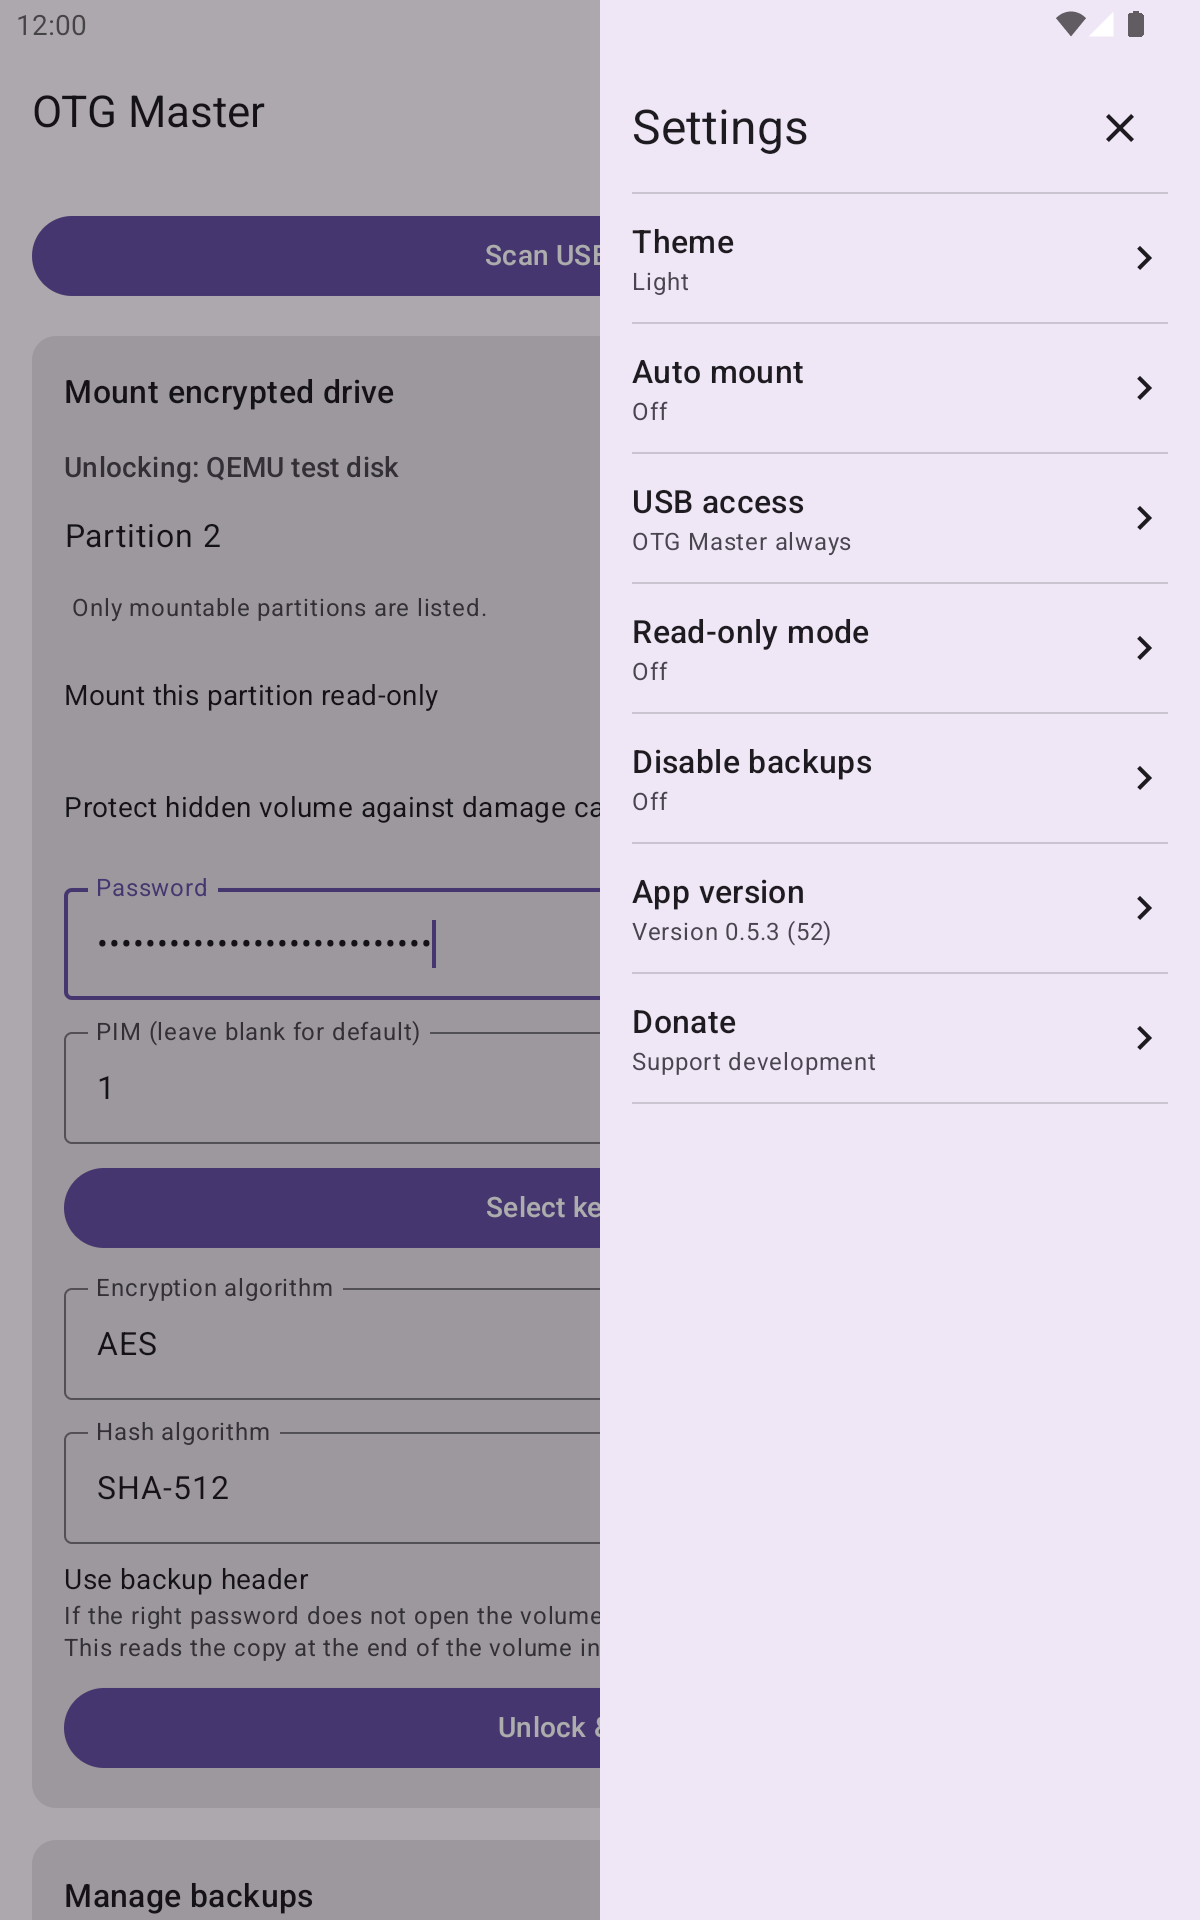 12:00
OTG Master
Scan USB
Mount encrypted drive
Unlocking: QEMU test disk
Partition 2
Only mountable partitions are listed.
Mount this partition read-only
Protect hidden volume against damage ca
Password
••••••••••••••••••••••••••••
PIM (leave blank for default)
1
Select ke
Encryption algorithm
AES
Hash algorithm
SHA-512
Use backup header
If the right password does not open the volume
This reads the copy at the end of the volume in
Unlock &
Manage backups
Settings
Theme
Light
Auto mount
Off
USB access
OTG Master always
Read-only mode
Off
Disable backups
Off
App version
Version 0.5.3 (52)
Donate
Support development